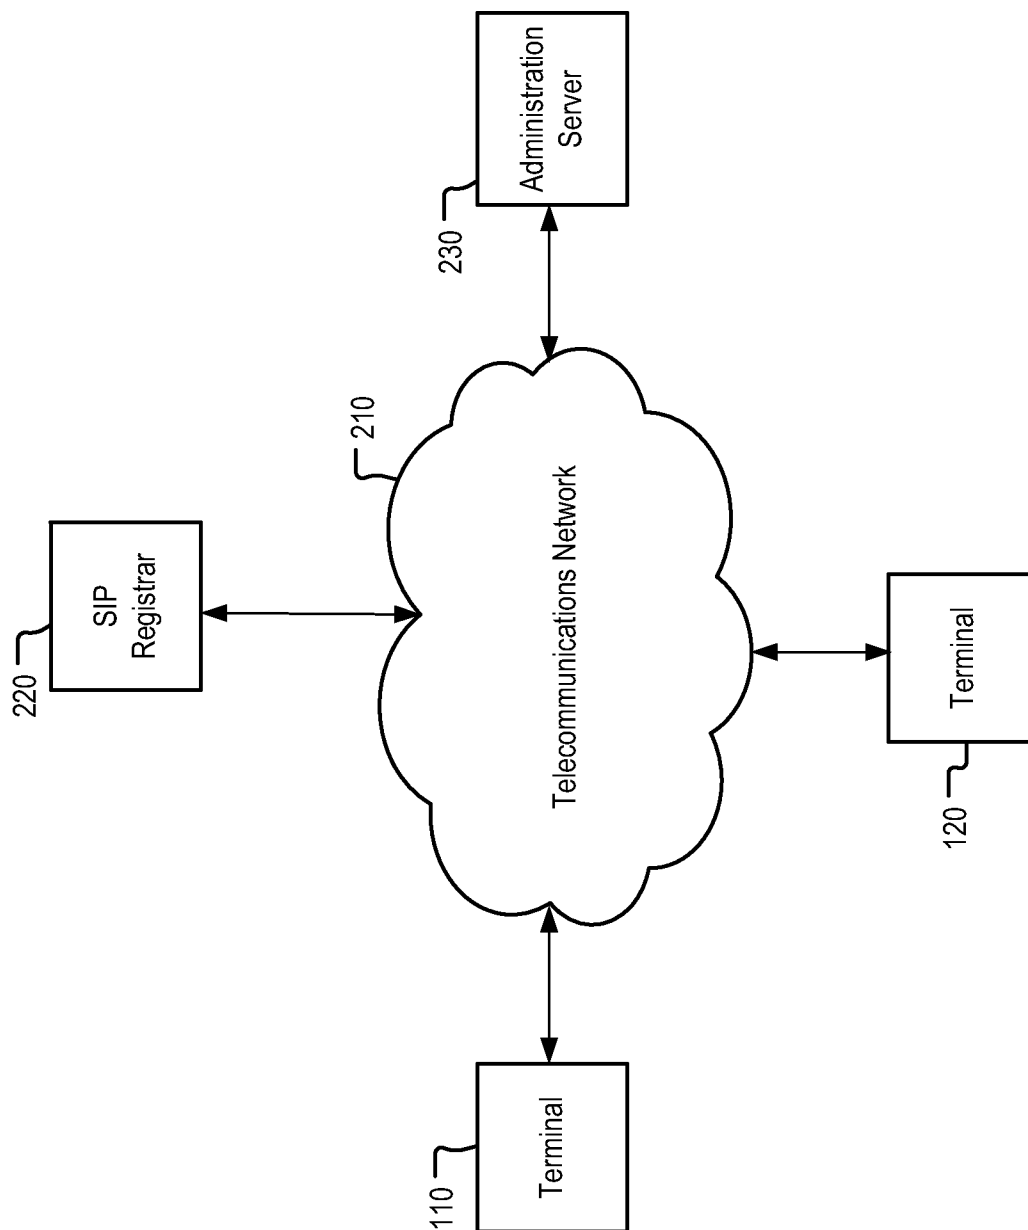 220
SIP
Registrar
210
230
Administration
Server
Telecommunications Network
110
Terminal
120
Terminal